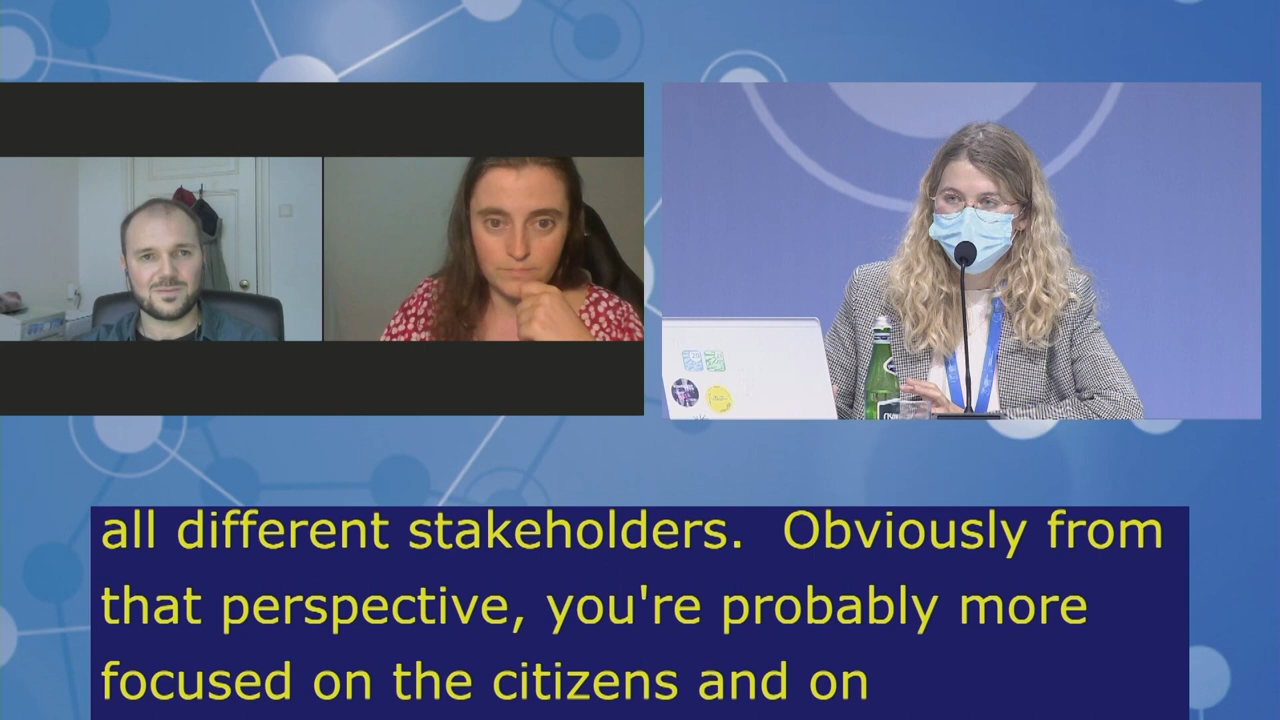 all different stakeholders.  Obviously from
that perspective, you're probably more
focused on the citizens and on